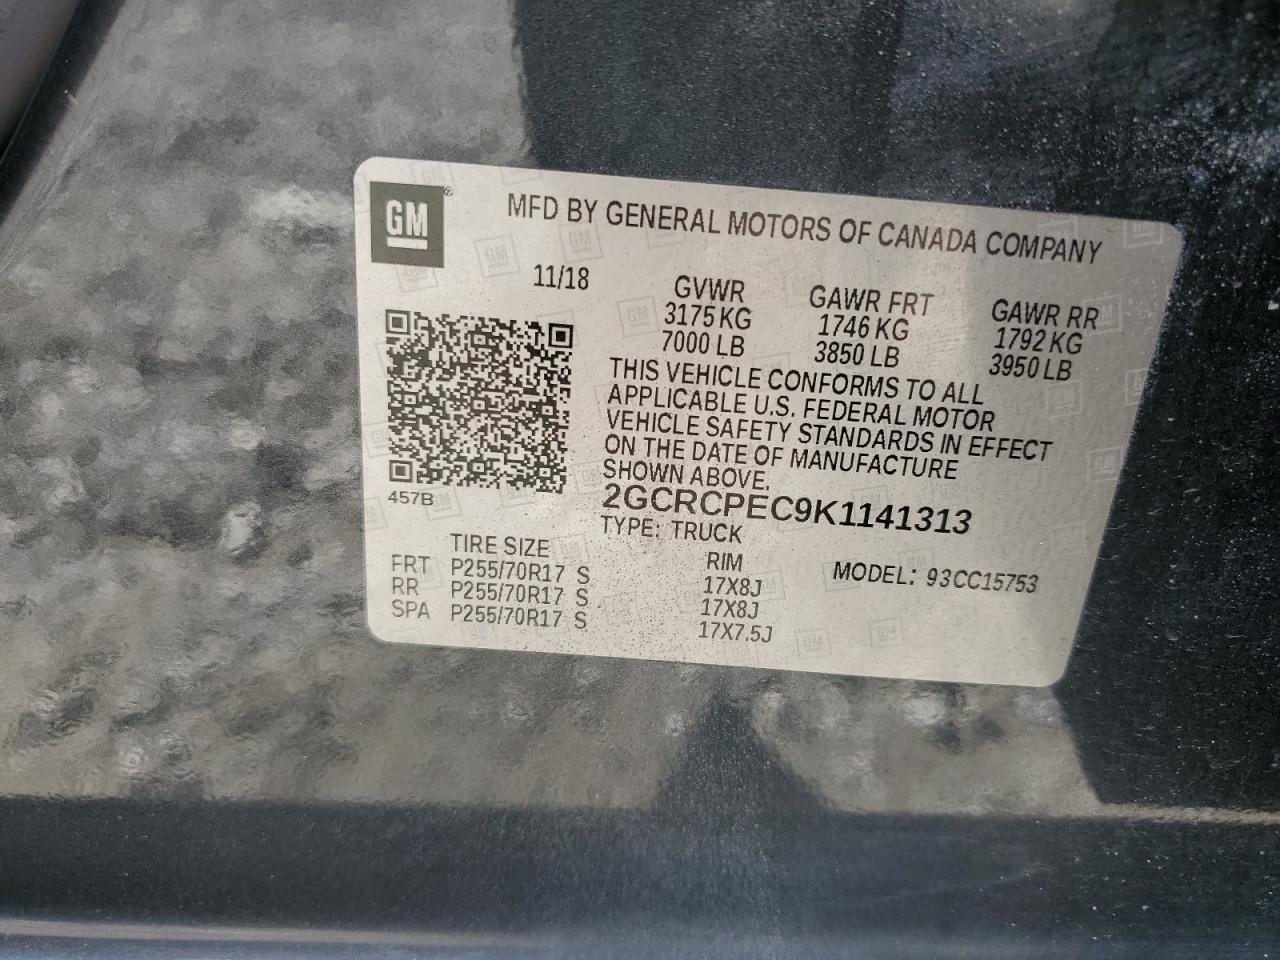 GM
MFD BY GENERAL MOTORS OF CANADA COMPANY
11/18
GVWR GAWR FRT GAWR RR
3175 KG 1746 KG 1792 KG
7000 LB 3850 LB 3950 LB
THIS VEHICLE CONFORMS TO ALL
APPLICABLE U.S. FEDERAL MOTOR
VEHICLE SAFETY STANDARDS IN EFFECT
ON THE DATE OF MANUFACTURE
SHOWN ABOVE.
457B
2GCRCPEC9K1141313
TYPE: TRUCK
TIRE SIZE RIM MODEL: 93CC15753
FRT P255/70R17 S 17X8J
RR P255/70R17 S 17X8J
SPA P255/70R17 S 17X7.5J